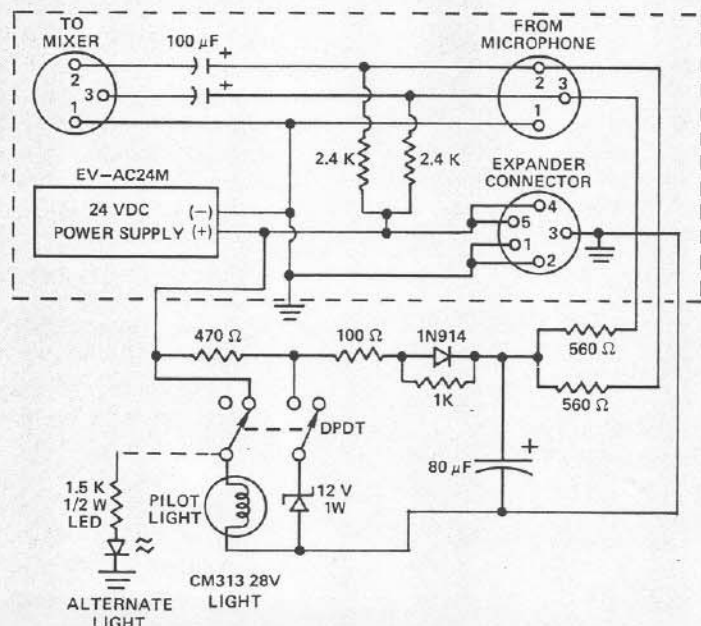 TO
MIXER
100 µF
+
+
FROM
MICROPHONE
2
3
1
2
3
1
2.4 K
2.4 K
EV–AC24M
24 VDC (–)
POWER SUPPLY (+)
EXPANDER
CONNECTOR
4
5
3
1
2
470 Ω
100 Ω
1N914
1K
560 Ω
560 Ω
DPDT
80 µF
+
1.5 K
1/2 W
LED
PILOT
LIGHT
12 V
1W
CM313 28V
LIGHT
ALTERNATE
LIGHT